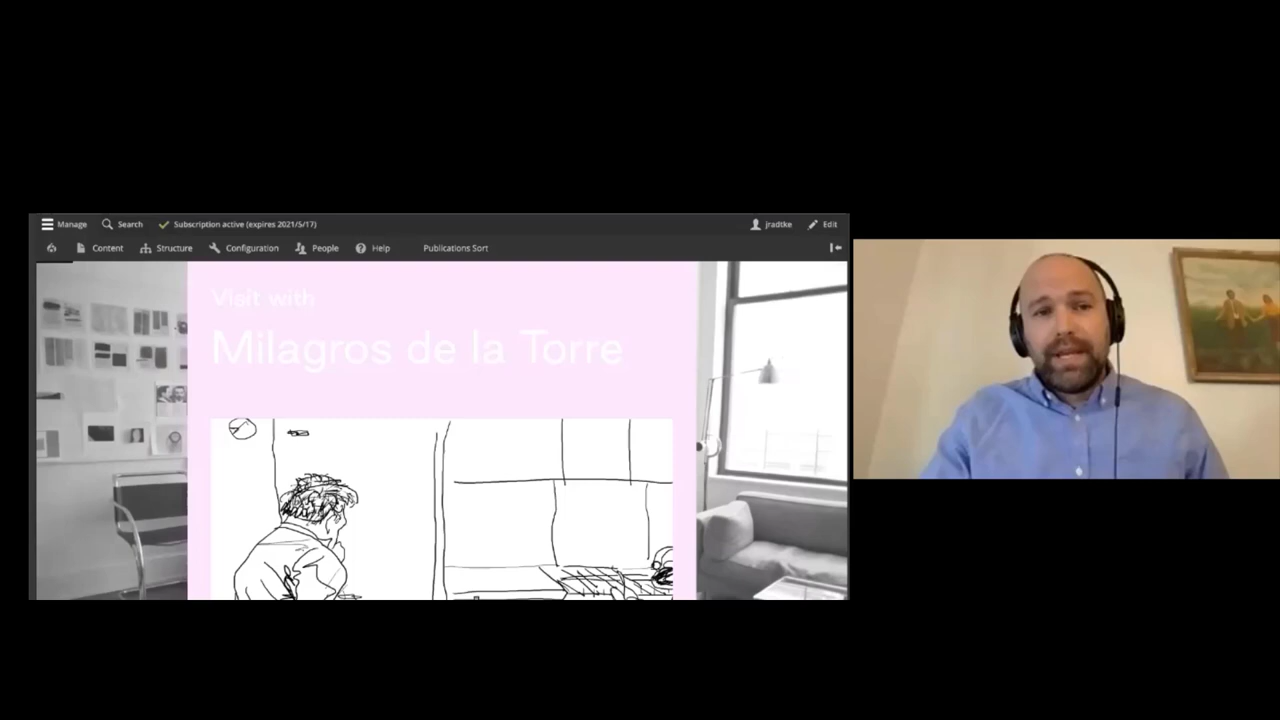 Manage Search Subscription active (expires 2021/5/17) jradtke Edit
Content Structure Configuration People Help Publications Sort
Visit with
Milagros de la Torre